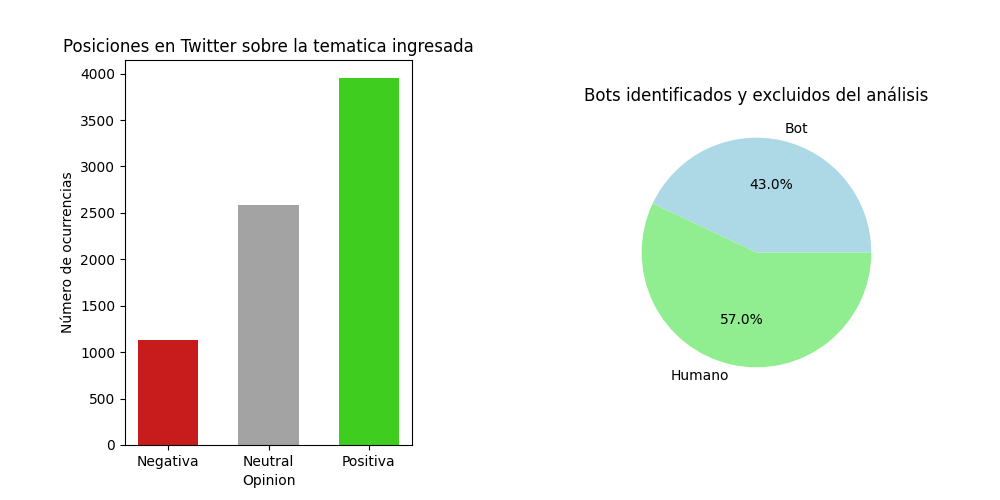 Posiciones en Twitter sobre la tematica ingresada
4000
3500
3000
2500
2000
1500
1000
500
0
Número de ocurrencias
Negativa
Neutral
Positiva
Opinion
Bots identificados y excluidos del análisis
Bot
43.0%
57.0%
Humano